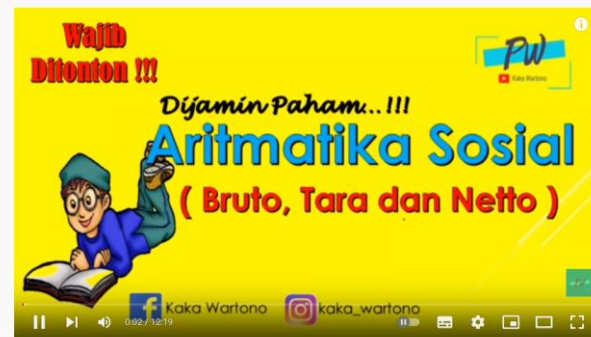 Wajib
Ditonton !!!
PW
Kaka Wartono
Dijamin Paham...!!!
Aritmatika Sosial
( Bruto, Tara dan Netto )
Kaka Wartono
kaka_wartono
0:02 / 12:19